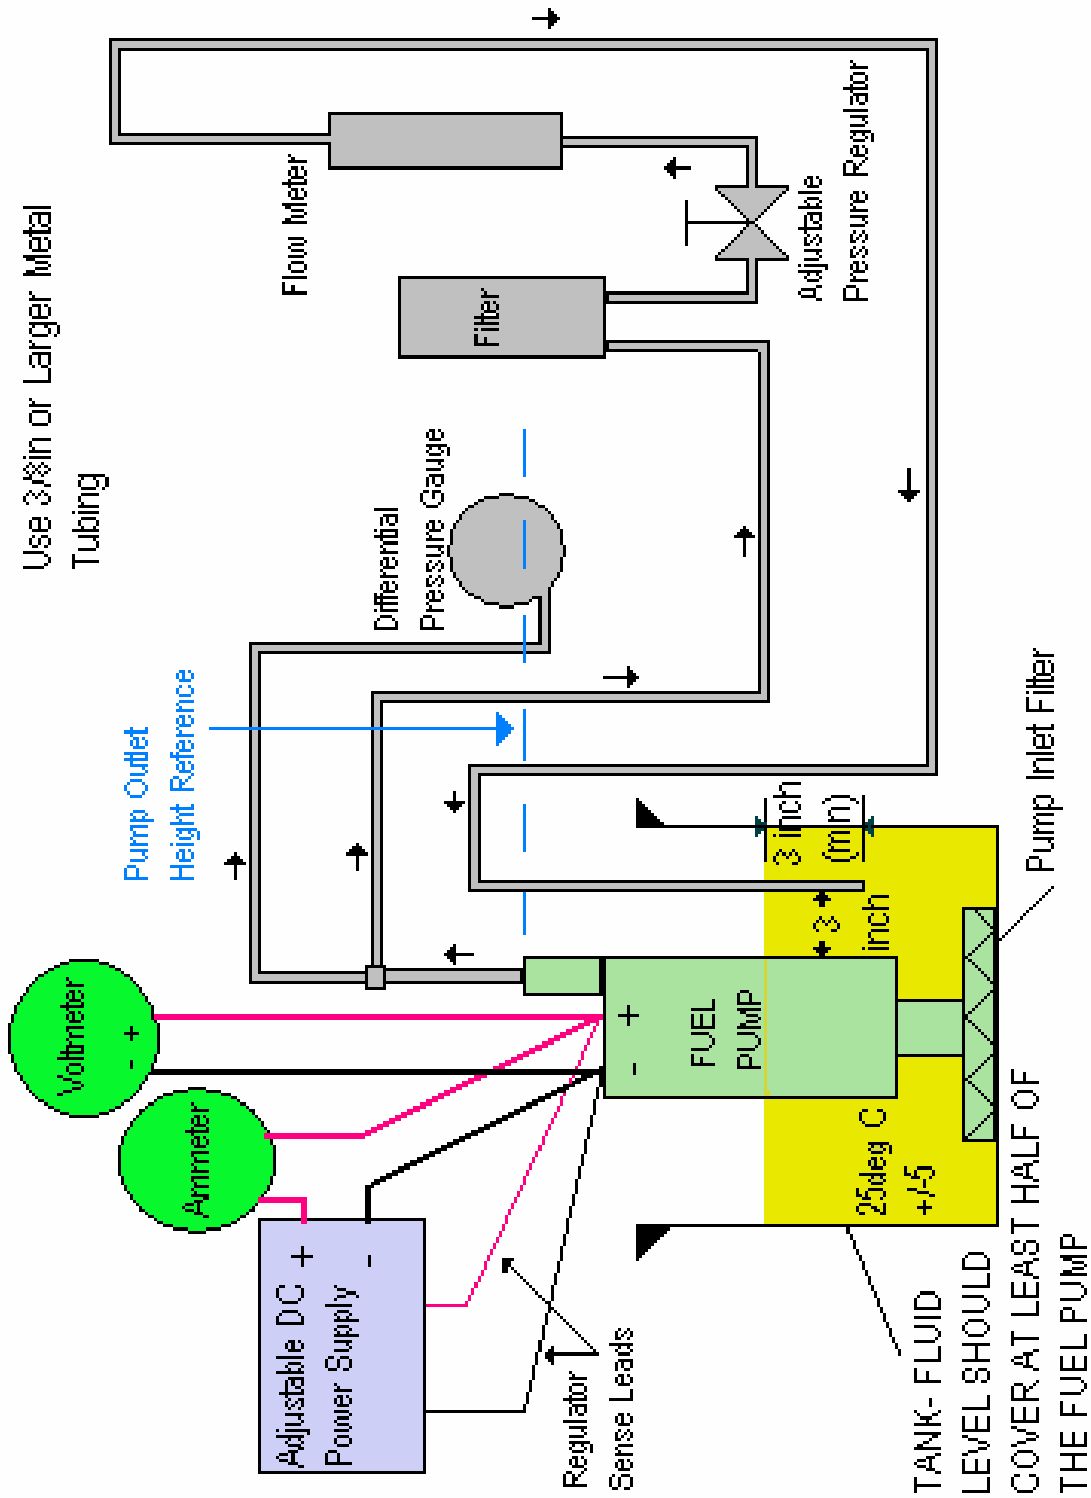 Use 3/8in or Larger Metal
Tubing
Voltmeter
- +
Ammeter
Adjustable DC +
Power Supply -
Regulator
Sense Leads
Pump Outlet
Height Reference
Differential
Pressure Gauge
Filter
Flow Meter
Adjustable
Pressure Regulator
- +
FUEL
PUMP
3 inch
(min)
3
inch
25deg C
+/-5
Pump Inlet Filter
TANK- FLUID
LEVEL SHOULD
COVER AT LEAST HALF OF
THE FUEL PUMP